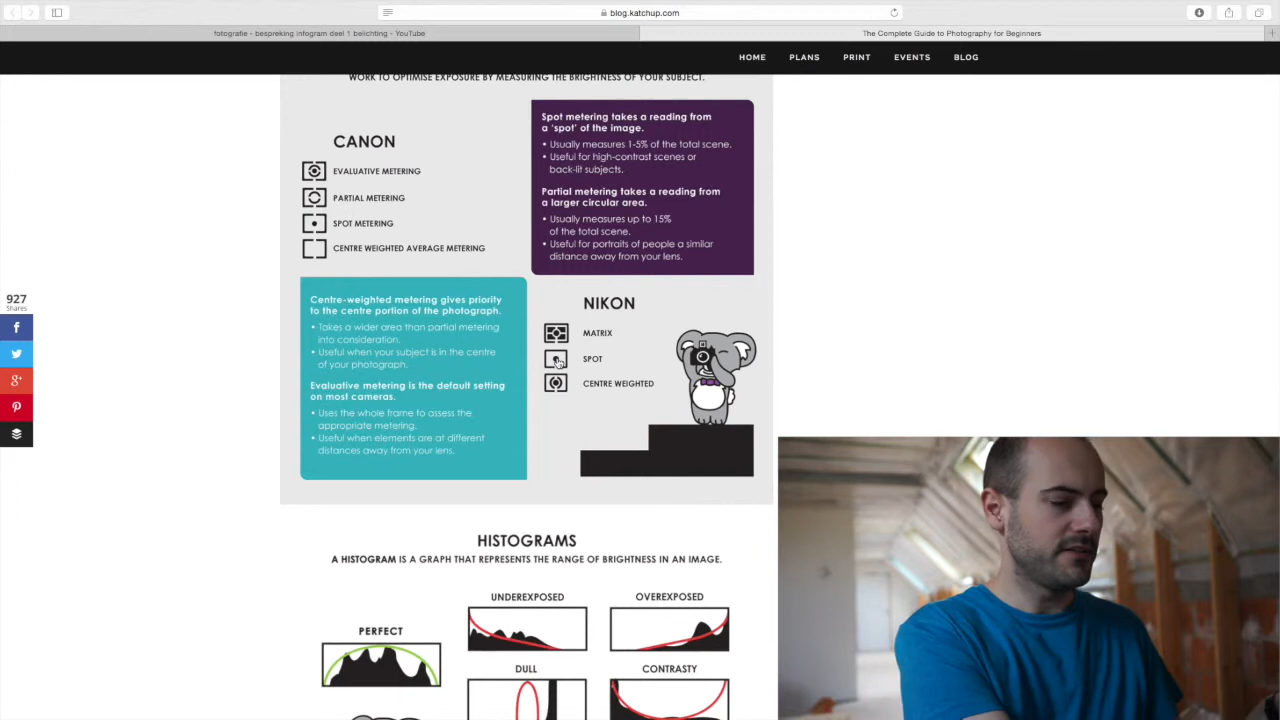 blog.katchup.com
fotografie - bespreking infogram deel 1 belichting - YouTube
The Complete Guide to Photography for Beginners
HOME PLANS PRINT EVENTS BLOG
WORK TO OPTIMISE EXPOSURE BY MEASURING THE BRIGHTNESS OF YOUR SUBJECT.
CANON
EVALUATIVE METERING
PARTIAL METERING
SPOT METERING
CENTRE WEIGHTED AVERAGE METERING
Spot metering takes a reading from
a ‘spot’ of the image.
• Usually measures 1-5% of the total scene.
• Useful for high-contrast scenes or
back-lit subjects.
Partial metering takes a reading from
a larger circular area.
• Usually measures up to 15%
of the total scene.
• Useful for portraits of people a similar
distance away from your lens.
927
Shares
Centre-weighted metering gives priority
to the centre portion of the photograph.
• Takes a wider area than partial metering
into consideration.
• Useful when your subject is in the centre
of your photograph.
Evaluative metering is the default setting
on most cameras.
• Uses the whole frame to assess the
appropriate metering.
• Useful when elements are at different
distances away from your lens.
NIKON
MATRIX
SPOT
CENTRE WEIGHTED
HISTOGRAMS
A HISTOGRAM IS A GRAPH THAT REPRESENTS THE RANGE OF BRIGHTNESS IN AN IMAGE.
UNDEREXPOSED
OVEREXPOSED
PERFECT
DULL
CONTRASTY